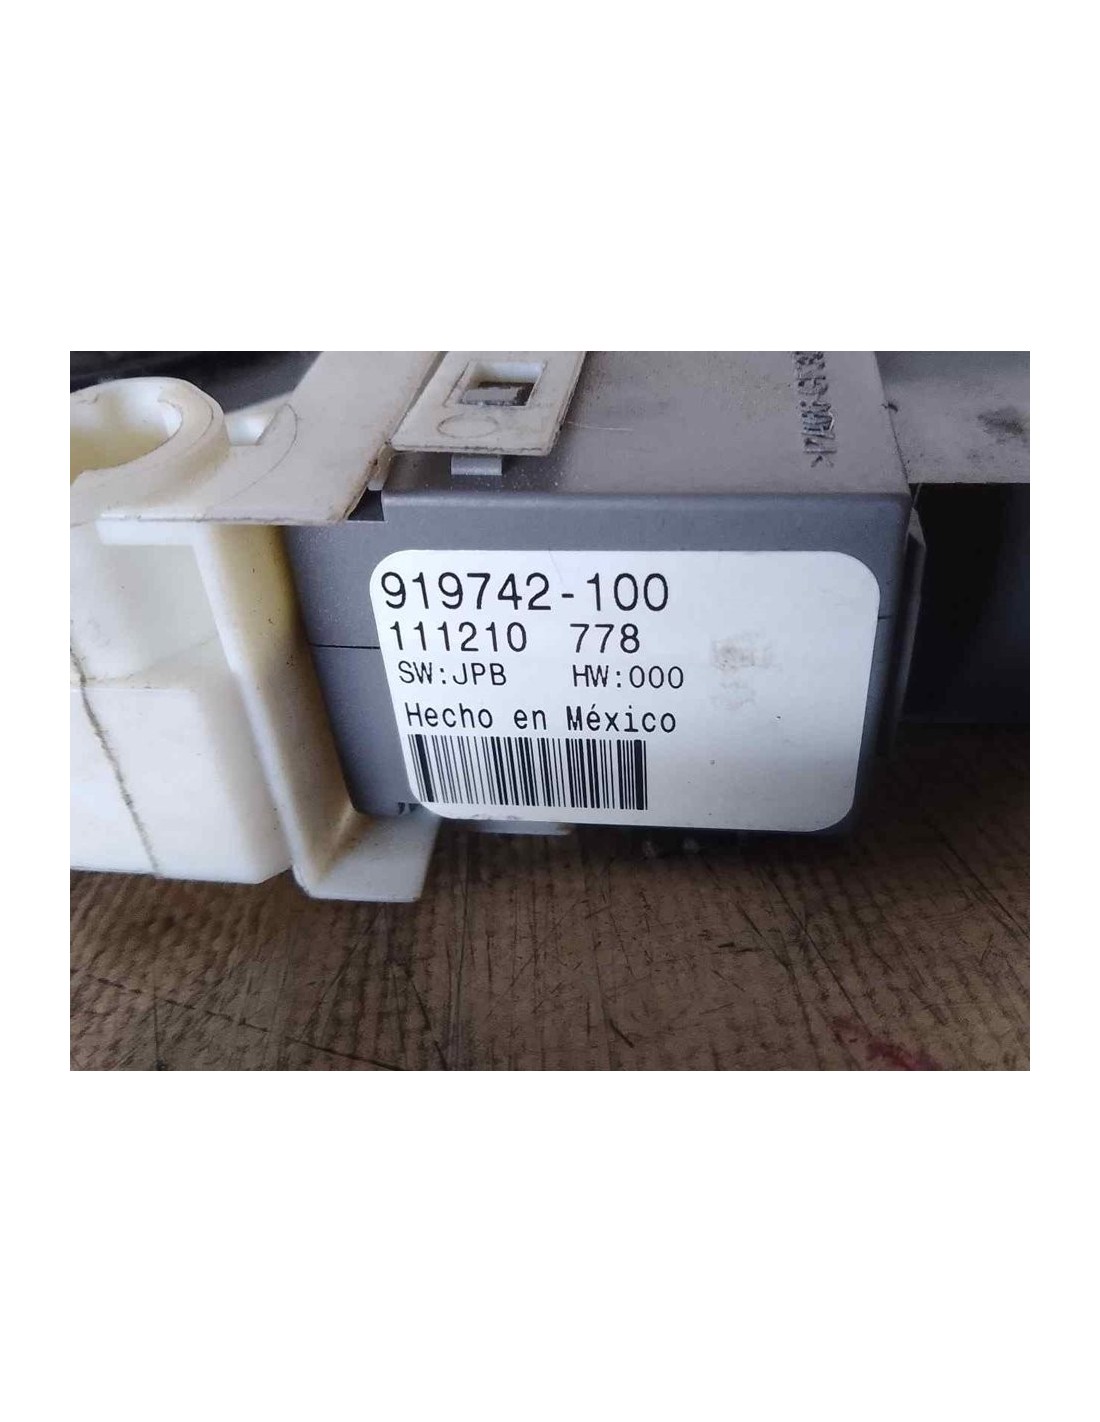 919742-100
111210 778
SW:JPB HW:000
Hecho en México